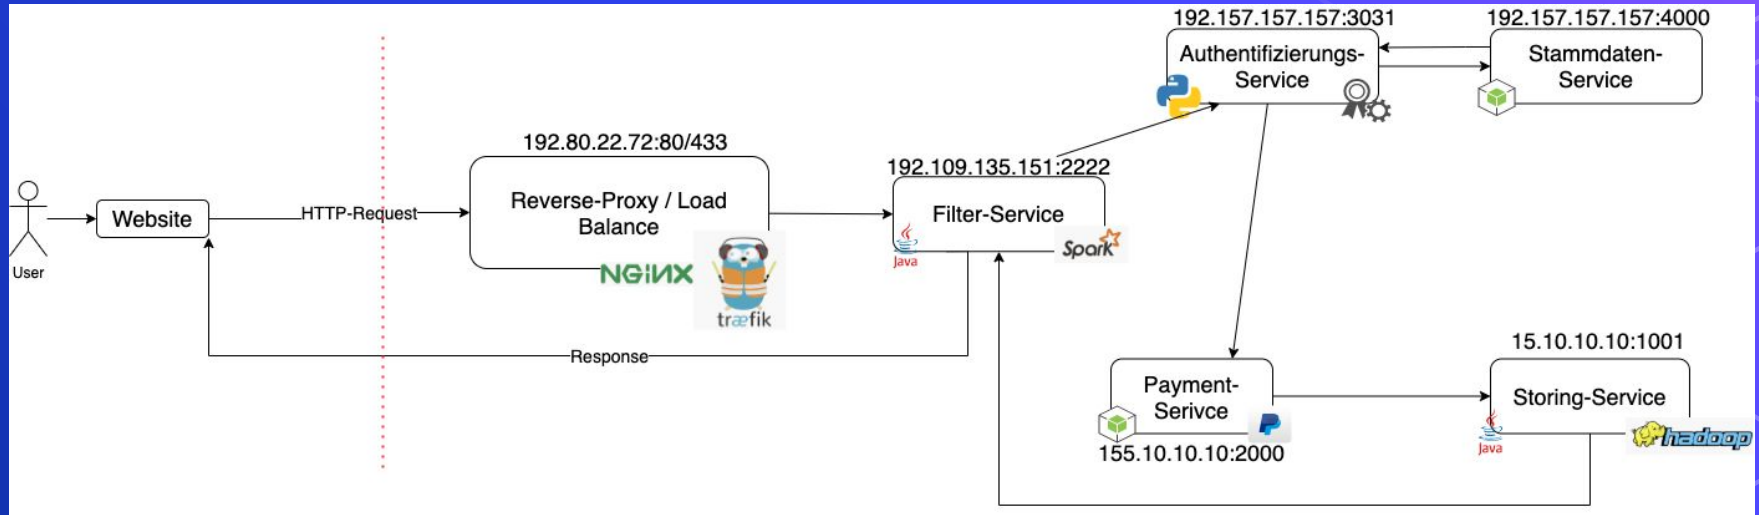 192.157.157.157:3031
192.157.157.157:4000
Authentifizierungs-
Service
Stammdaten-
Service
192.80.22.72:80/433
192.109.135.151:2222
Reverse-Proxy / Load
Balance
Website
HTTP-Request
Filter-Service
Java
Spark
User
NGiNX
træfik
Response
15.10.10.10:1001
Payment-
Serivce
Storing-Service
155.10.10.10:2000
Java
hadoop